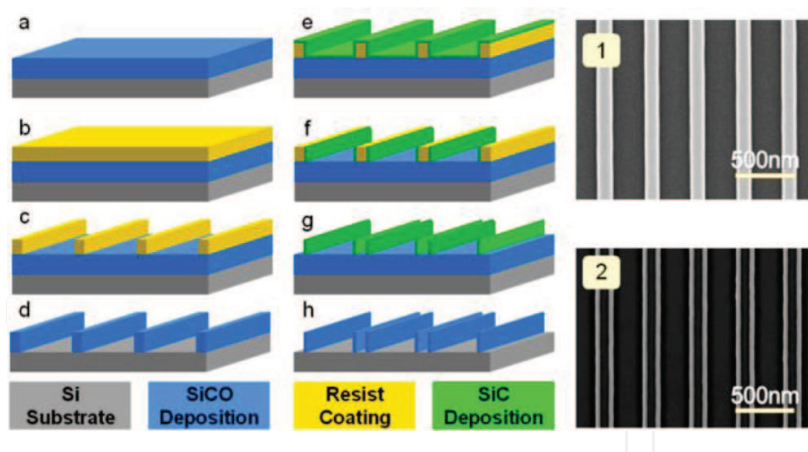 a
b
c
d
e
f
g
h
Si
Substrate
SiCO
Deposition
Resist
Coating
SiC
Deposition
1
500nm
2
500nm